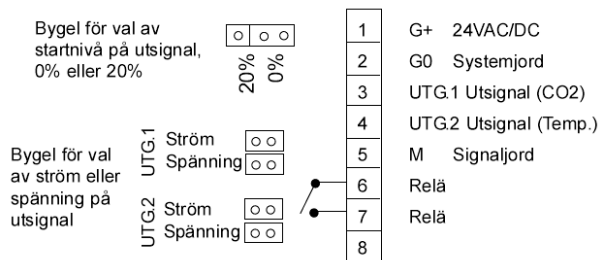 Bygel för val av
startnivå på utsignal,
0% eller 20%
20%
0%
Bygel för val
av ström eller
spänning på
utsignal
UTG.1
Ström
Spänning
UTG.2
Ström
Spänning
1 G+ 24VAC/DC
2 G0 Systemjord
3 UTG.1 Utsignal (CO2)
4 UTG.2 Utsignal (Temp.)
5 M Signaljord
6 Relä
7 Relä
8